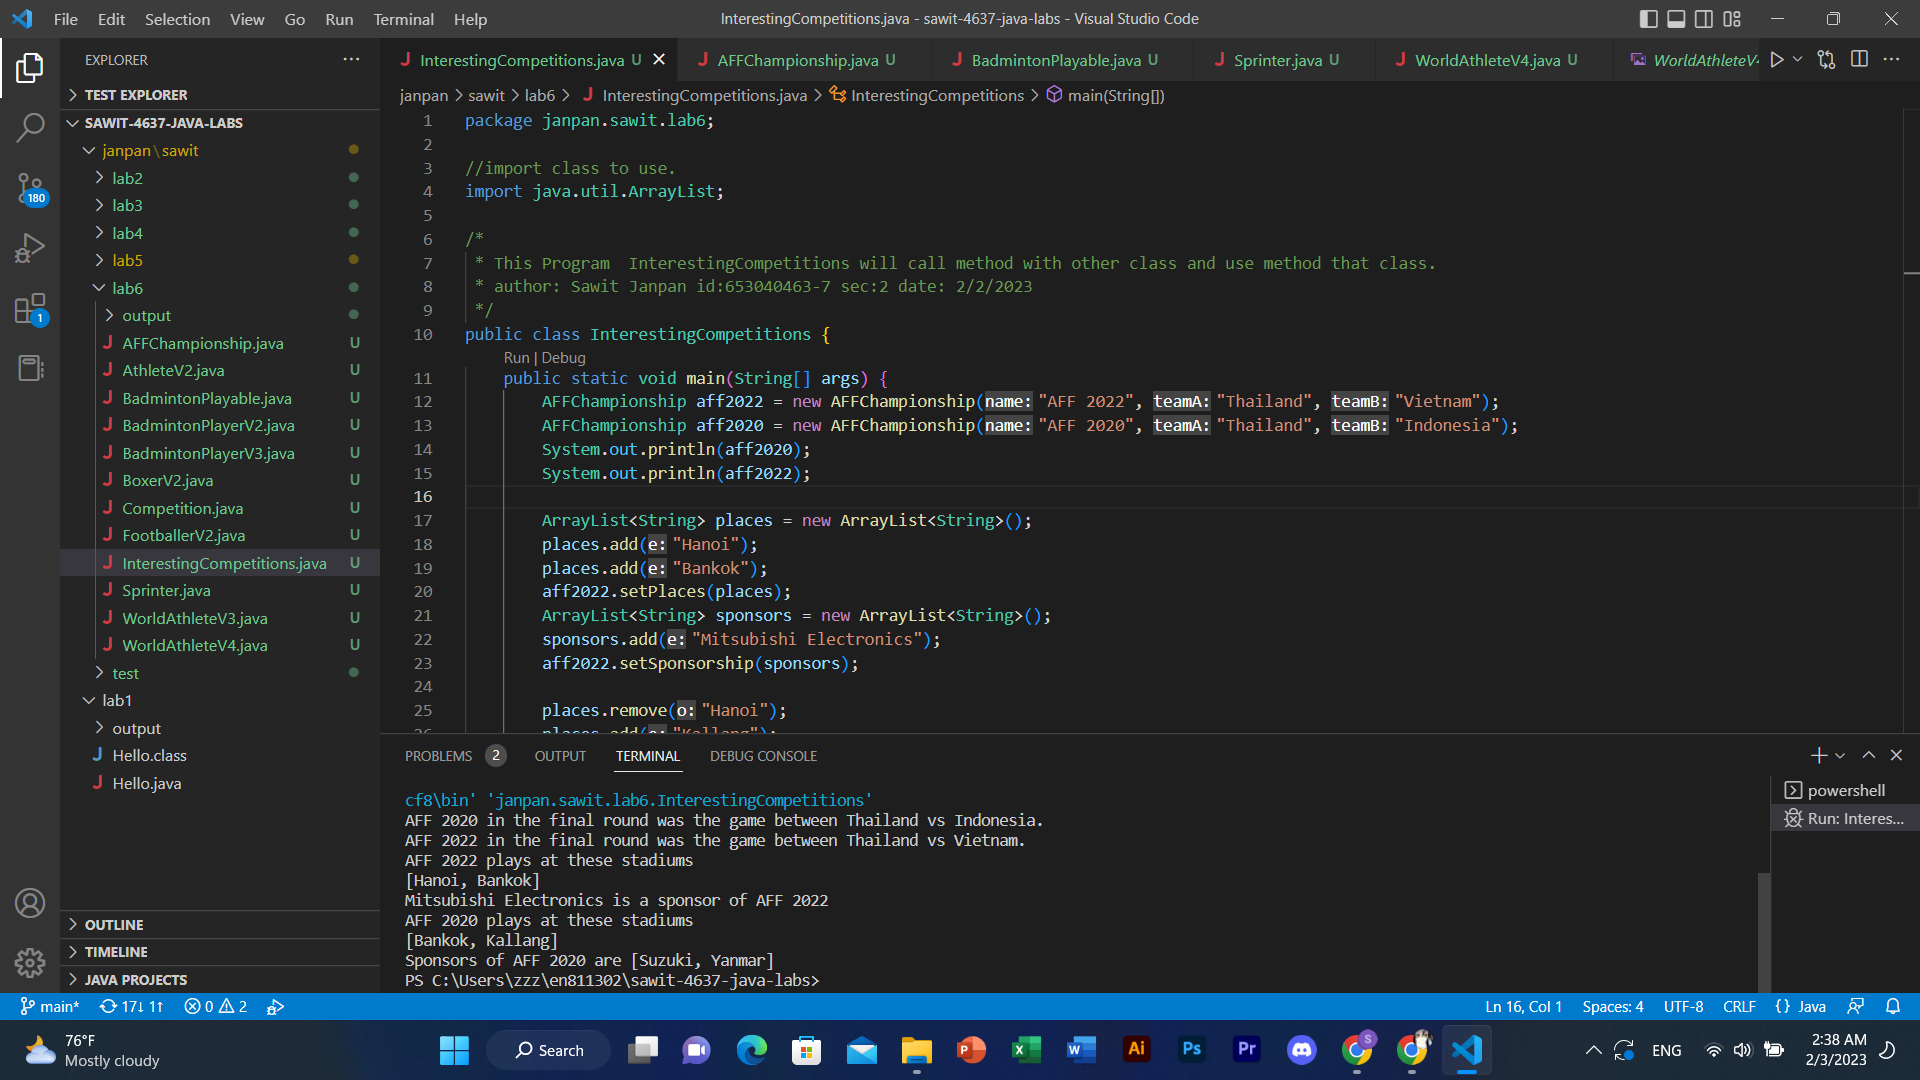 File Edit Selection View Go Run Terminal Help
InterestingCompetitions.java - sawit-4637-java-labs - Visual Studio Code
EXPLORER
TEST EXPLORER
SAWIT-4637-JAVA-LABS
janpan\sawit
lab2
lab3
lab4
lab5
lab6
output
AFFChampionship.java U
AthleteV2.java U
BadmintonPlayable.java U
BadmintonPlayerV2.java U
BadmintonPlayerV3.java U
BoxerV2.java U
Competition.java U
FootballerV2.java U
InterestingCompetitions.java U
Sprinter.java U
WorldAthleteV3.java U
WorldAthleteV4.java U
test
lab1
output
Hello.class
Hello.java
OUTLINE
TIMELINE
JAVA PROJECTS
180
1
InterestingCompetitions.java U
AFFChampionship.java U
BadmintonPlayable.java U
Sprinter.java U
WorldAthleteV4.java U
WorldAthleteV4
janpan > sawit > lab6 > InterestingCompetitions.java > InterestingCompetitions > main(String[])
1 package janpan.sawit.lab6;
2
3 //import class to use.
4 import java.util.ArrayList;
5
6 /*
7 * This Program  InterestingCompetitions will call method with other class and use method that class.
8 * author: Sawit Janpan id:653040463-7 sec:2 date: 2/2/2023
9 */
10 public class InterestingCompetitions {
Run | Debug
11 public static void main(String[] args) {
12 AFFChampionship aff2022 = new AFFChampionship(name: "AFF 2022", teamA: "Thailand", teamB: "Vietnam");
13 AFFChampionship aff2020 = new AFFChampionship(name: "AFF 2020", teamA: "Thailand", teamB: "Indonesia");
14 System.out.println(aff2020);
15 System.out.println(aff2022);
16
17 ArrayList<String> places = new ArrayList<String>();
18 places.add(e: "Hanoi");
19 places.add(e: "Bankok");
20 aff2022.setPlaces(places);
21 ArrayList<String> sponsors = new ArrayList<String>();
22 sponsors.add(e: "Mitsubishi Electronics");
23 aff2022.setSponsorship(sponsors);
24
25 places.remove(o: "Hanoi");
26 places.add(e: "Kallang");
PROBLEMS 2 OUTPUT TERMINAL DEBUG CONSOLE
cf8\bin' 'janpan.sawit.lab6.InterestingCompetitions'
AFF 2020 in the final round was the game between Thailand vs Indonesia.
AFF 2022 in the final round was the game between Thailand vs Vietnam.
AFF 2022 plays at these stadiums
[Hanoi, Bankok]
Mitsubishi Electronics is a sponsor of AFF 2022
AFF 2020 plays at these stadiums
[Bankok, Kallang]
Sponsors of AFF 2020 are [Suzuki, Yanmar]
PS C:\Users\zzz\en811302\sawit-4637-java-labs>
powershell
Run: Interes...
main* 17↓ 1↑ 0 2
Ln 16, Col 1 Spaces: 4 UTF-8 CRLF {} Java
76°F
Mostly cloudy
Search
P
X
W
Ai
Ps
Pr
S
ENG
2:38 AM
2/3/2023